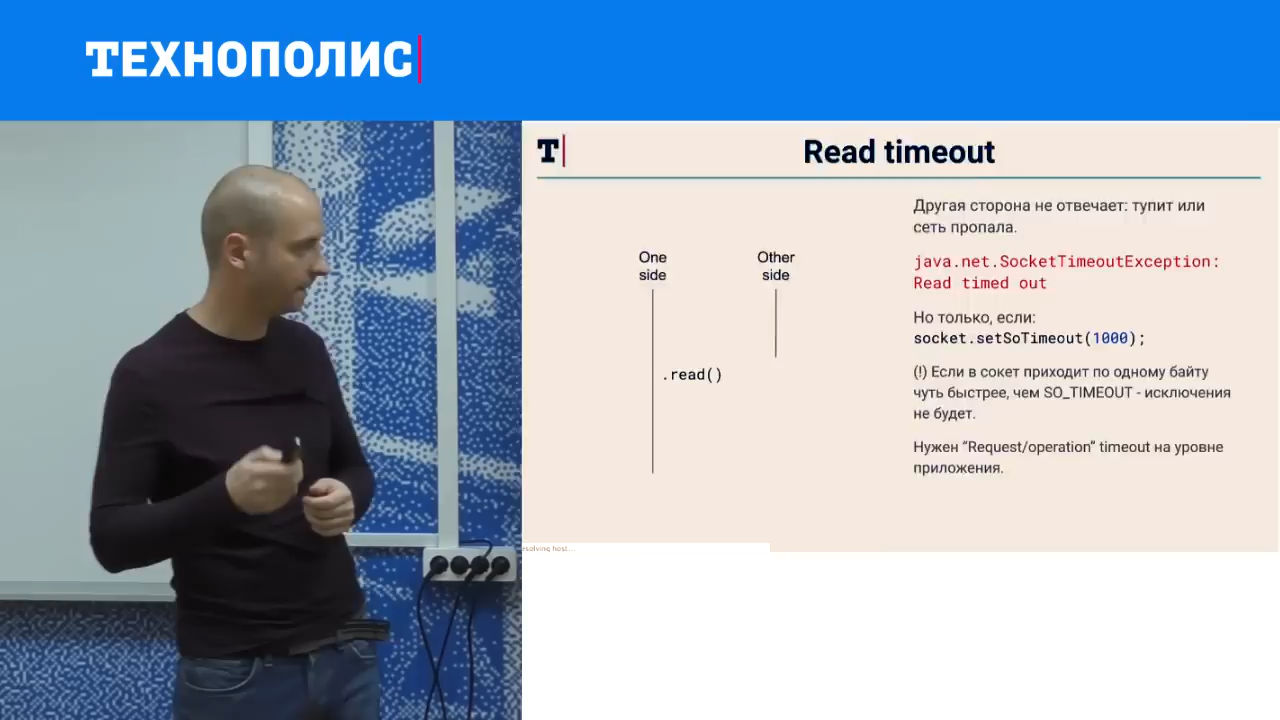 ТЕХНОПОЛИС
T
Read timeout
One
side
Other
side
.read()
Другая сторона не отвечает: тупит или
сеть пропала.
java.net.SocketTimeoutException:
Read timed out
Но только, если:
socket.setSoTimeout(1000);
(!) Если в сокет приходит по одному байту
чуть быстрее, чем SO_TIMEOUT - исключения
не будет.
Нужен “Request/operation” timeout на уровне
приложения.
esolving host...